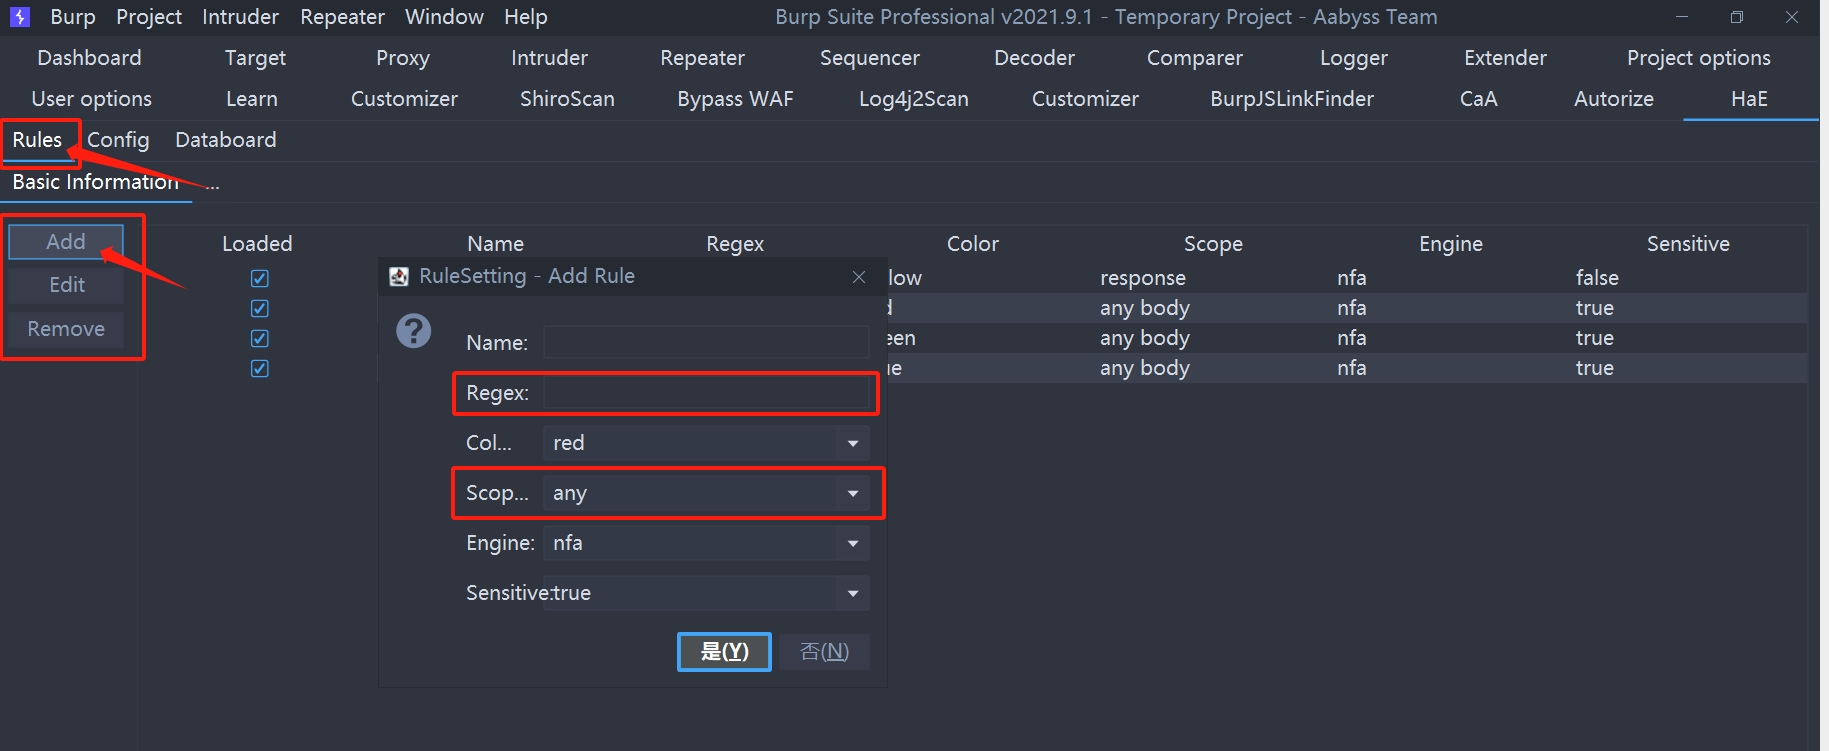 Burp Project Intruder Repeater Window Help Burp Suite Professional v2021.9.1 - Temporary Project - Aabyss Team
Dashboard Target Proxy Intruder Repeater Sequencer Decoder Comparer Logger Extender Project options
User options Learn Customizer ShiroScan Bypass WAF Log4j2Scan Customizer BurpJSLinkFinder CaA Autorize HaE
Rules Config Databoard
Basic Information ...
Add
Edit
Remove
Loaded Name Regex Color Scope Engine Sensitive
low response nfa false
d any body nfa true
een any body nfa true
ue any body nfa true
RuleSetting - Add Rule
Name:
Regex:
Col... red
Scop... any
Engine: nfa
Sensitive: true
是(Y) 否(N)